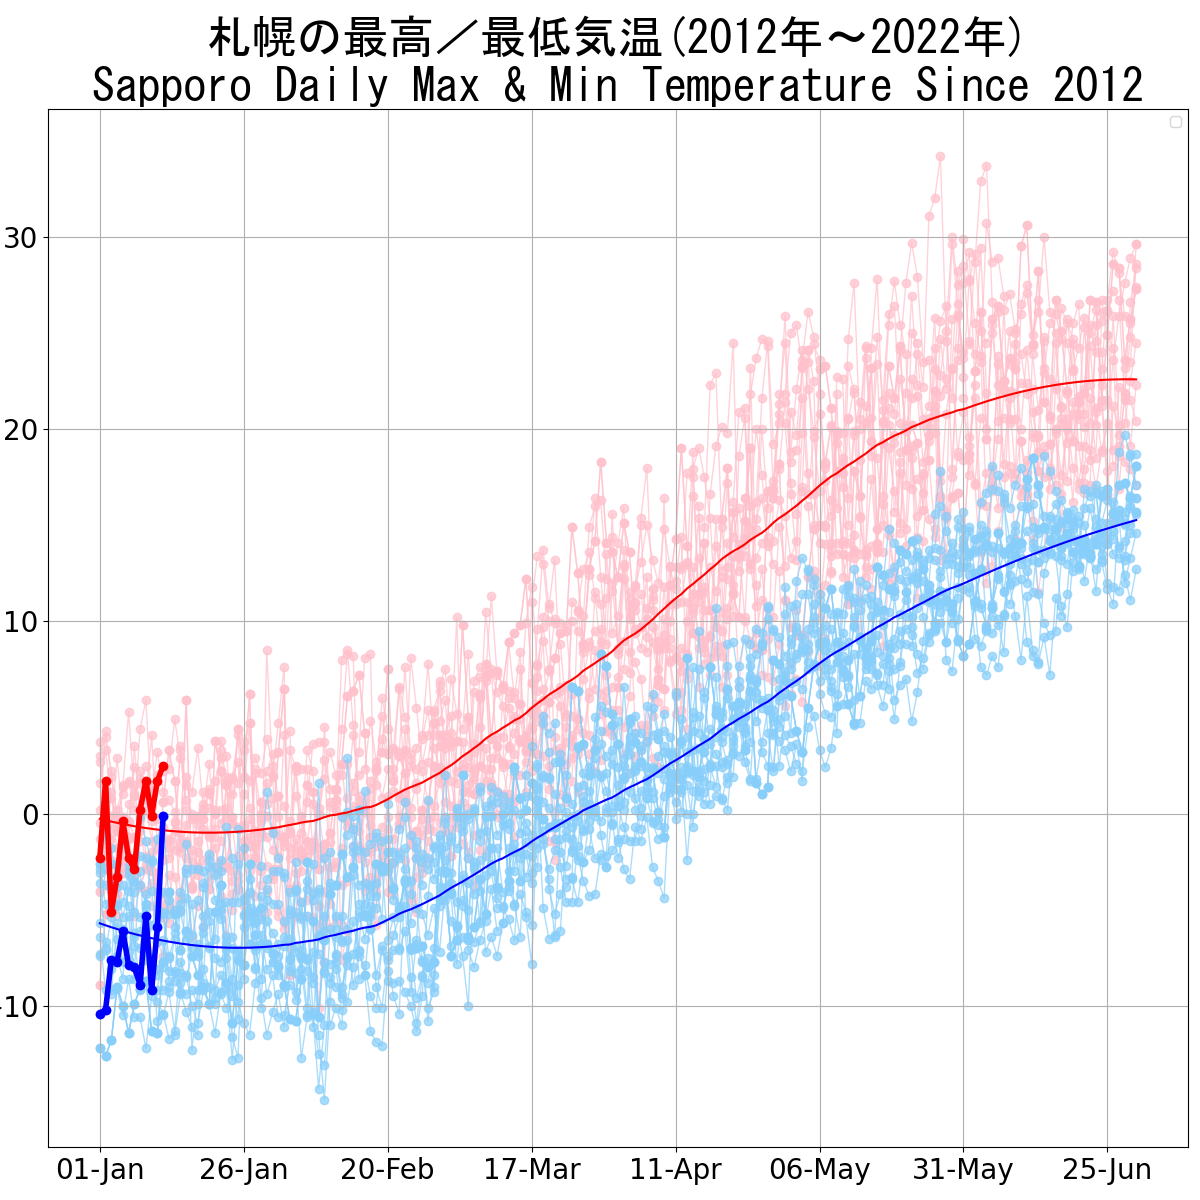 札幌の最高／最低気温(2012年～2022年)
Sapporo Daily Max & Min Temperature Since 2012
30
20
10
0
-10
01-Jan 26-Jan 20-Feb 17-Mar 11-Apr 06-May 31-May 25-Jun